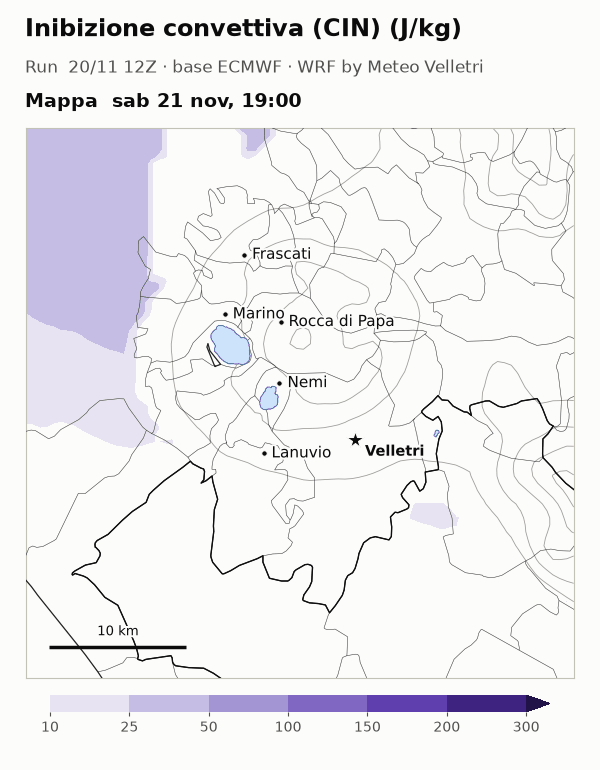 Inibizione convettiva (CIN) (J/kg)
Run  20/11 12Z · base ECMWF · WRF by Meteo Velletri
Mappa  sab 21 nov, 19:00
Frascati
Marino
Rocca di Papa
Nemi
Velletri
Lanuvio
10 km
10 25 50 100 150 200 300